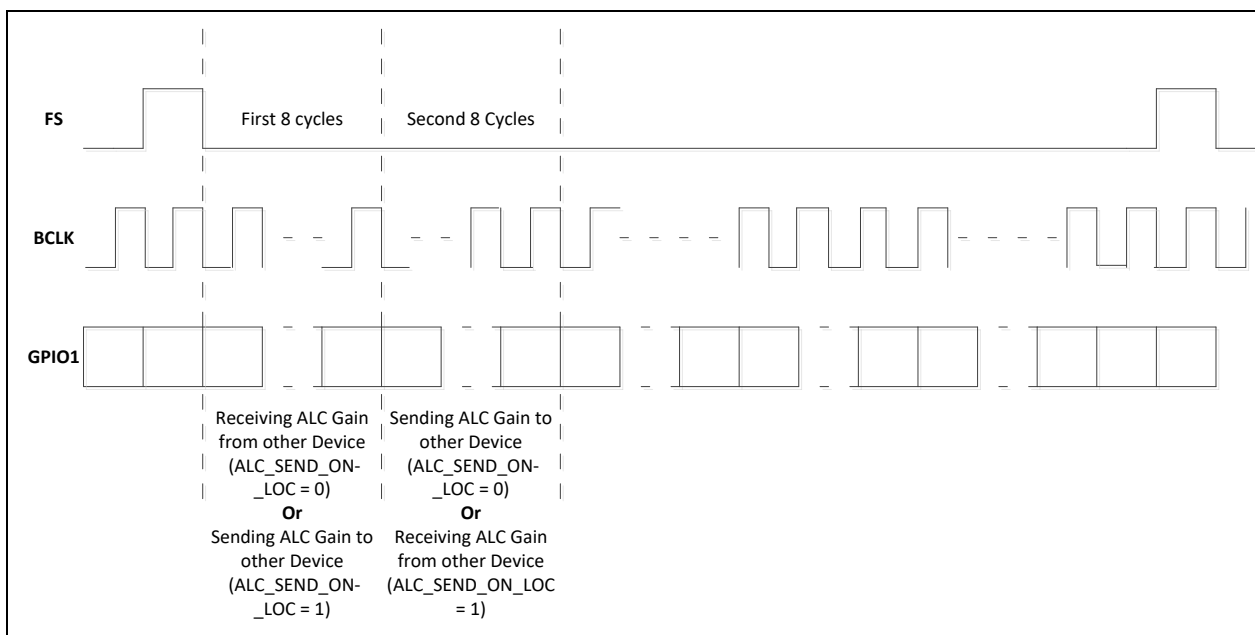 FS
First 8 cycles
Second 8 Cycles
BCLK
GPIO1
Receiving ALC Gain
from other Device
(ALC_SEND_ON-
_LOC = 0)
Or
Sending ALC Gain to
other Device
(ALC_SEND_ON-
_LOC = 1)
Sending ALC Gain to
other Device
(ALC_SEND_ON-
_LOC = 0)
Or
Receiving ALC Gain
from other Device
(ALC_SEND_ON_LOC
= 1)